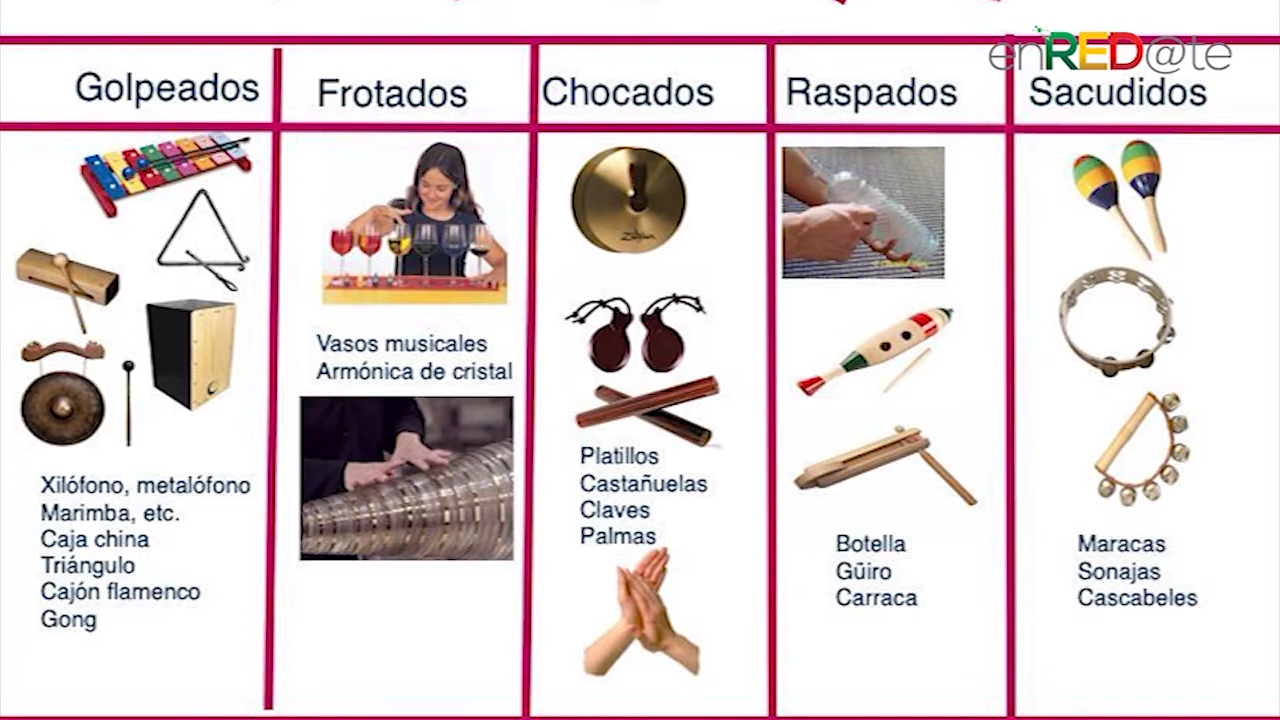 enRED@te
Golpeados
Frotados
Chocados
Raspados
Sacudidos
Zildjian
Vasos musicales
Armónica de cristal
Xilófono, metalófono
Marimba, etc.
Caja china
Triángulo
Cajón flamenco
Gong
Platillos
Castañuelas
Claves
Palmas
Botella
Güiro
Carraca
Maracas
Sonajas
Cascabeles